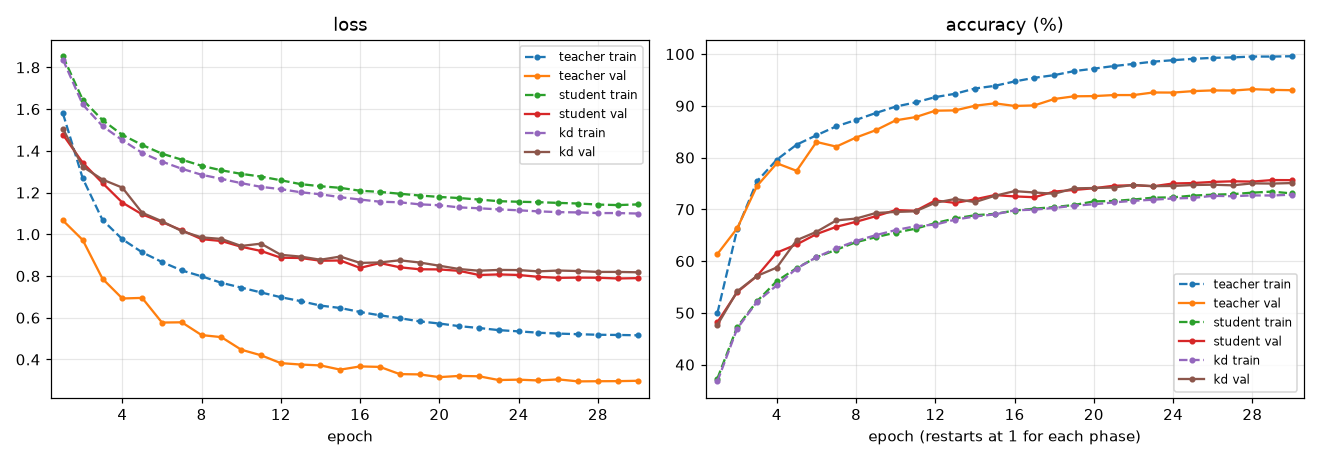 loss
1.8
1.6
1.4
1.2
1.0
0.8
0.6
0.4
4 8 12 16 20 24 28
epoch
teacher train
teacher val
student train
student val
kd train
kd val
accuracy (%)
100
90
80
70
60
50
40
4 8 12 16 20 24 28
epoch (restarts at 1 for each phase)
teacher train
teacher val
student train
student val
kd train
kd val